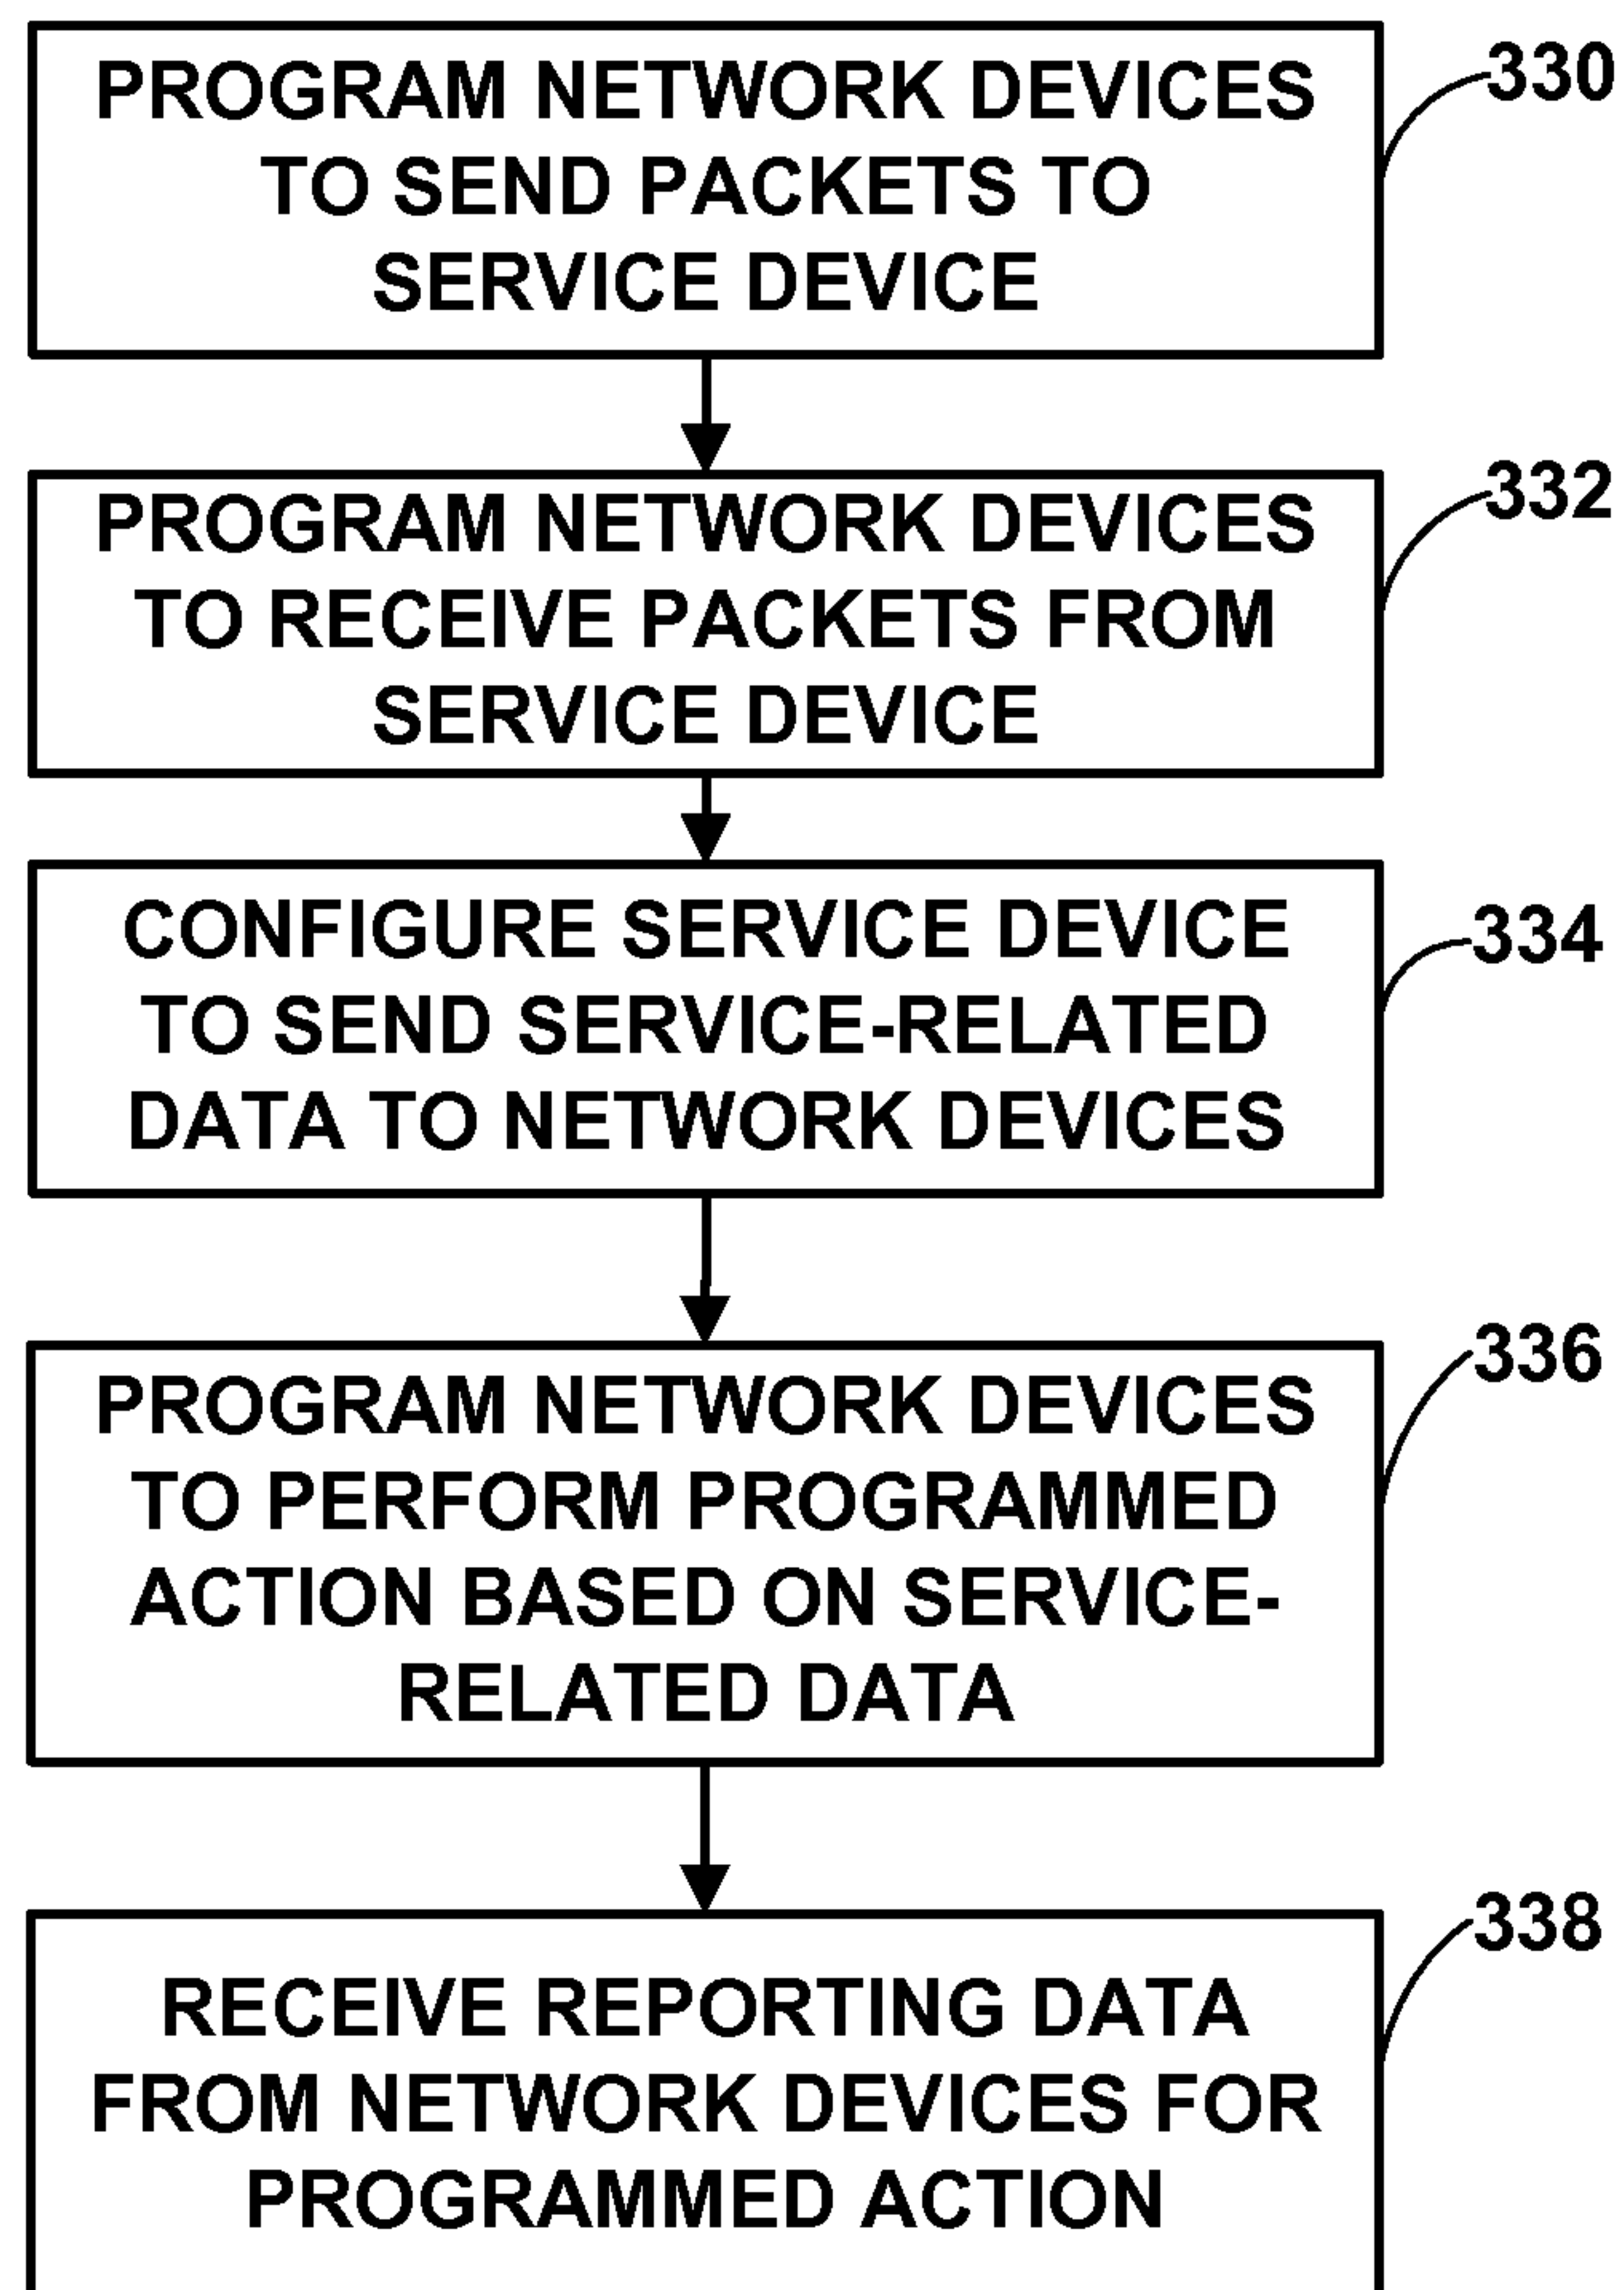 PROGRAM NETWORK DEVICES
TO SEND PACKETS TO
SERVICE DEVICE
330
PROGRAM NETWORK DEVICES
TO RECEIVE PACKETS FROM
SERVICE DEVICE
332
CONFIGURE SERVICE DEVICE
TO SEND SERVICE-RELATED
DATA TO NETWORK DEVICES
334
PROGRAM NETWORK DEVICES
TO PERFORM PROGRAMMED
ACTION BASED ON SERVICE-
RELATED DATA
336
RECEIVE REPORTING DATA
FROM NETWORK DEVICES FOR
PROGRAMMED ACTION
338